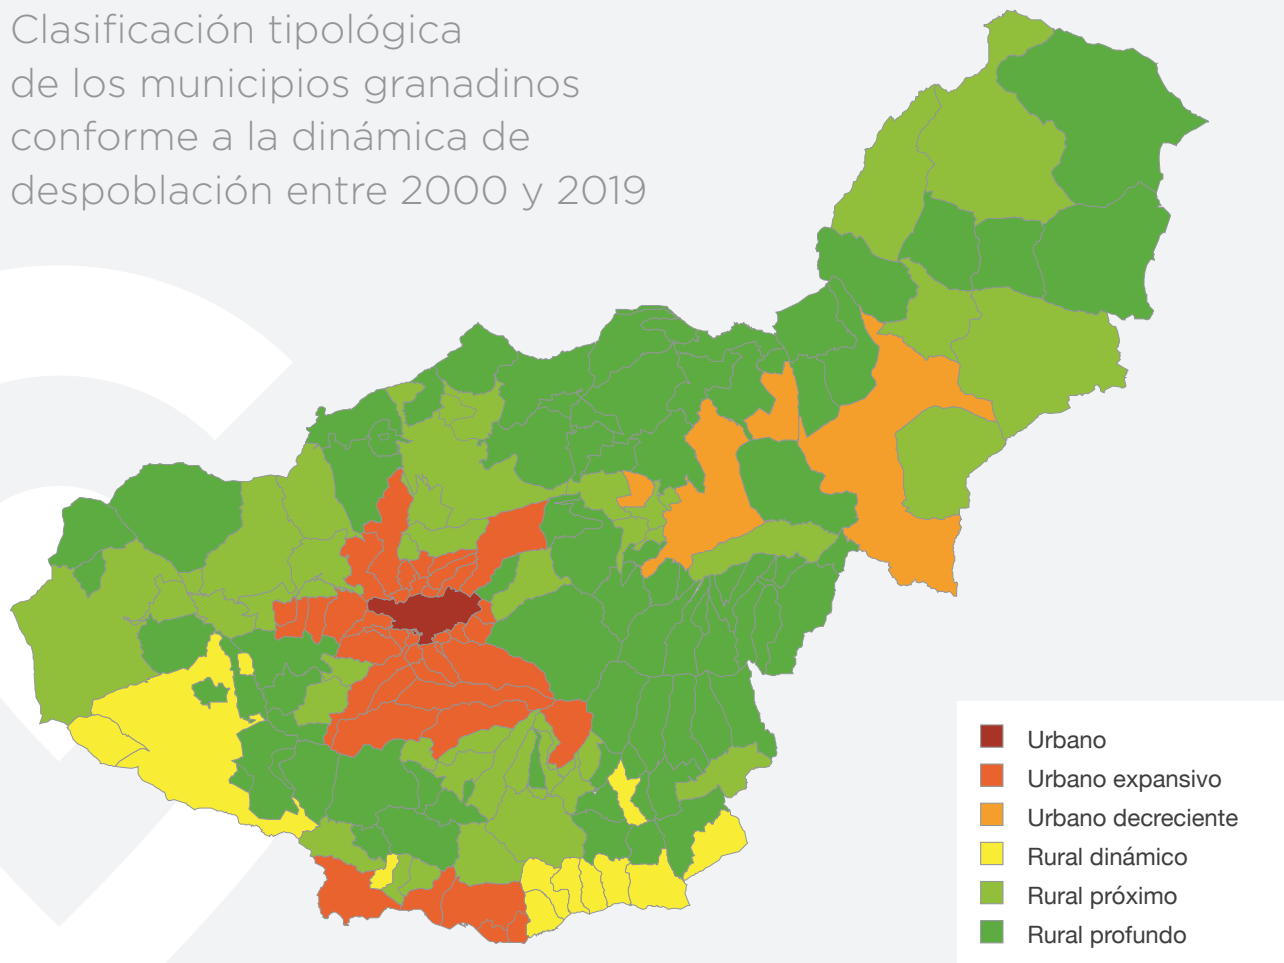 Clasificación tipológica
de los municipios granadinos
conforme a la dinámica de
despoblación entre 2000 y 2019
Urbano
Urbano expansivo
Urbano decreciente
Rural dinámico
Rural próximo
Rural profundo